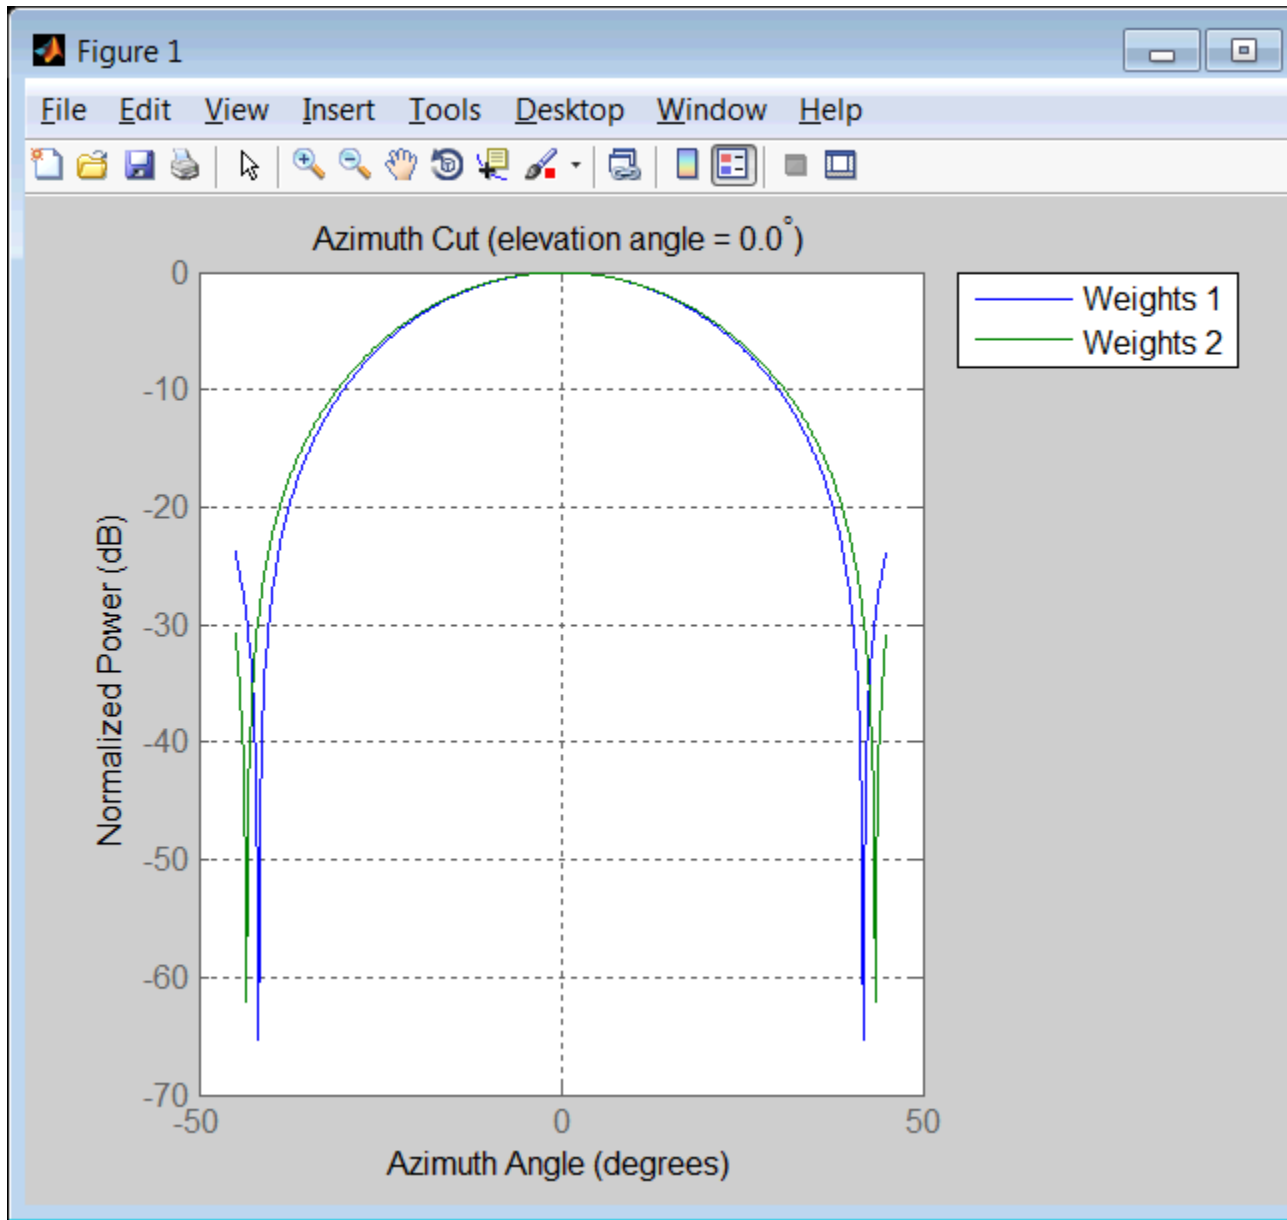 Figure 1
File Edit View Insert Tools Desktop Window Help
Azimuth Cut (elevation angle = 0.0°)
0
-10
-20
-30
-40
-50
-60
-70
Normalized Power (dB)
-50 0 50
Azimuth Angle (degrees)
Weights 1
Weights 2